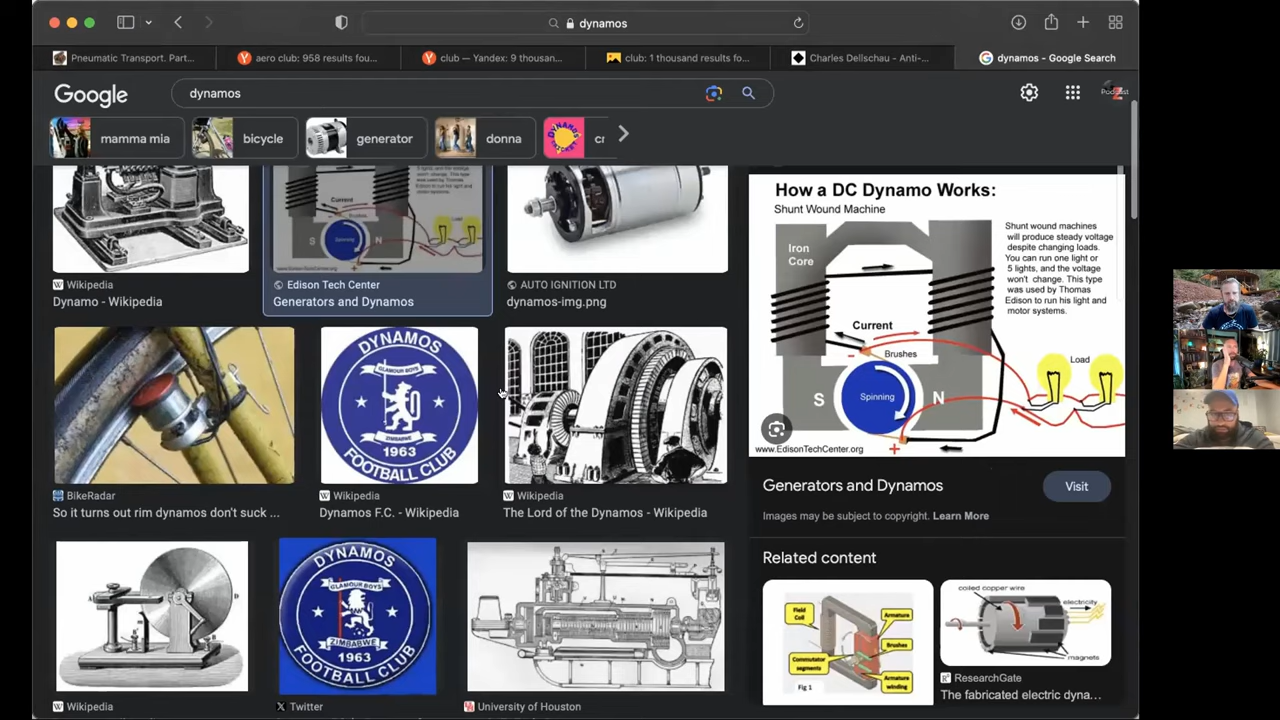 dynamos
Pneumatic Transport. Part...
aero club: 958 results fou...
club — Yandex: 9 thousan...
club: 1 thousand results fo...
Charles Dellschau - Anti-...
dynamos - Google Search
Google
dynamos
mamma mia
bicycle
generator
donna
cr
Current
Brushes
Load
S
Spinning
N
Wikipedia
Dynamo - Wikipedia
Edison Tech Center
Generators and Dynamos
AUTO IGNITION LTD
dynamos-img.png
How a DC Dynamo Works:
Shunt Wound Machine
Iron
Core
Shunt wound machines
will produce steady voltage
despite changing loads.
You can run one light or
5 lights, and the voltage
won't change. This type
was used by Thomas
Edison to run his light and
motor systems.
Current
Brushes
Load
S
Spinning
N
www.EdisonTechCenter.org
DYNAMOS
GLAMOUR BOYS
ZIMBABWE
1963
FOOTBALL CLUB
BikeRadar
So it turns out rim dynamos don't suck ...
Wikipedia
Dynamos F.C. - Wikipedia
Wikipedia
The Lord of the Dynamos - Wikipedia
Generators and Dynamos
Visit
Images may be subject to copyright. Learn More
Related content
DYNAMOS
GLAMOUR BOYS
ZIMBABWE
1963
FOOTBALL CLUB
Field
Coil
Armature
Brushes
Commutator
segments
Armature
winding
Fig 1
coiled copper wire
electricity
magnets
ResearchGate
The fabricated electric dyna...
Wikipedia
Twitter
University of Houston